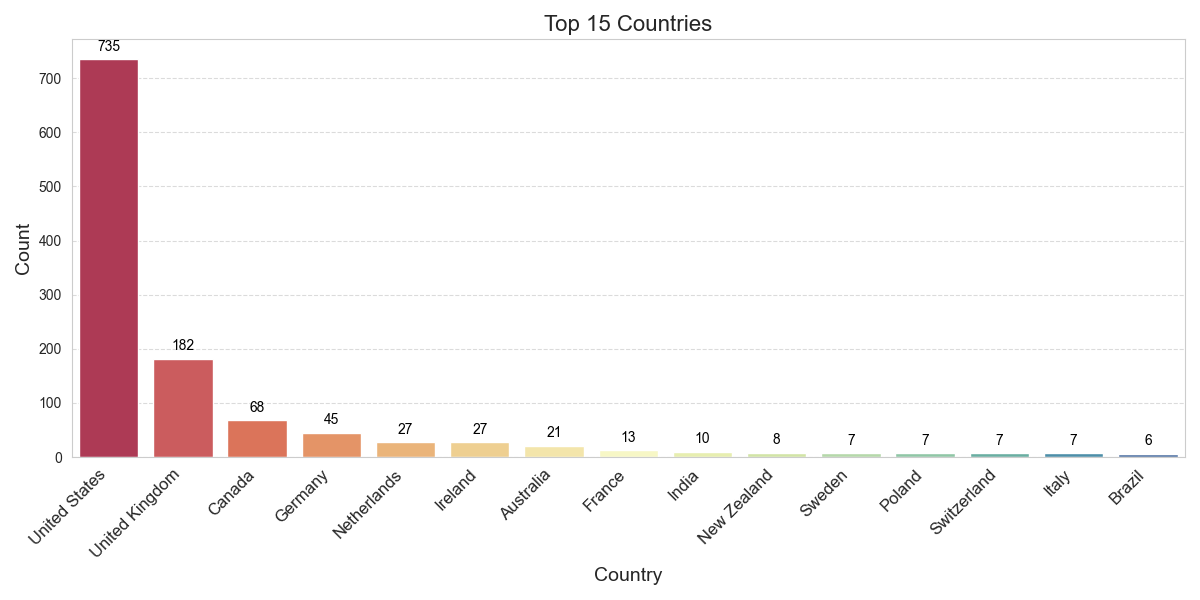 Top 15 Countries
Count
700
600
500
400
300
200
100
0
735
182
68
45
27
27
21
13
10
8
7
7
7
7
6
United States
United Kingdom
Canada
Germany
Netherlands
Ireland
Australia
France
India
New Zealand
Sweden
Poland
Switzerland
Italy
Brazil
Country